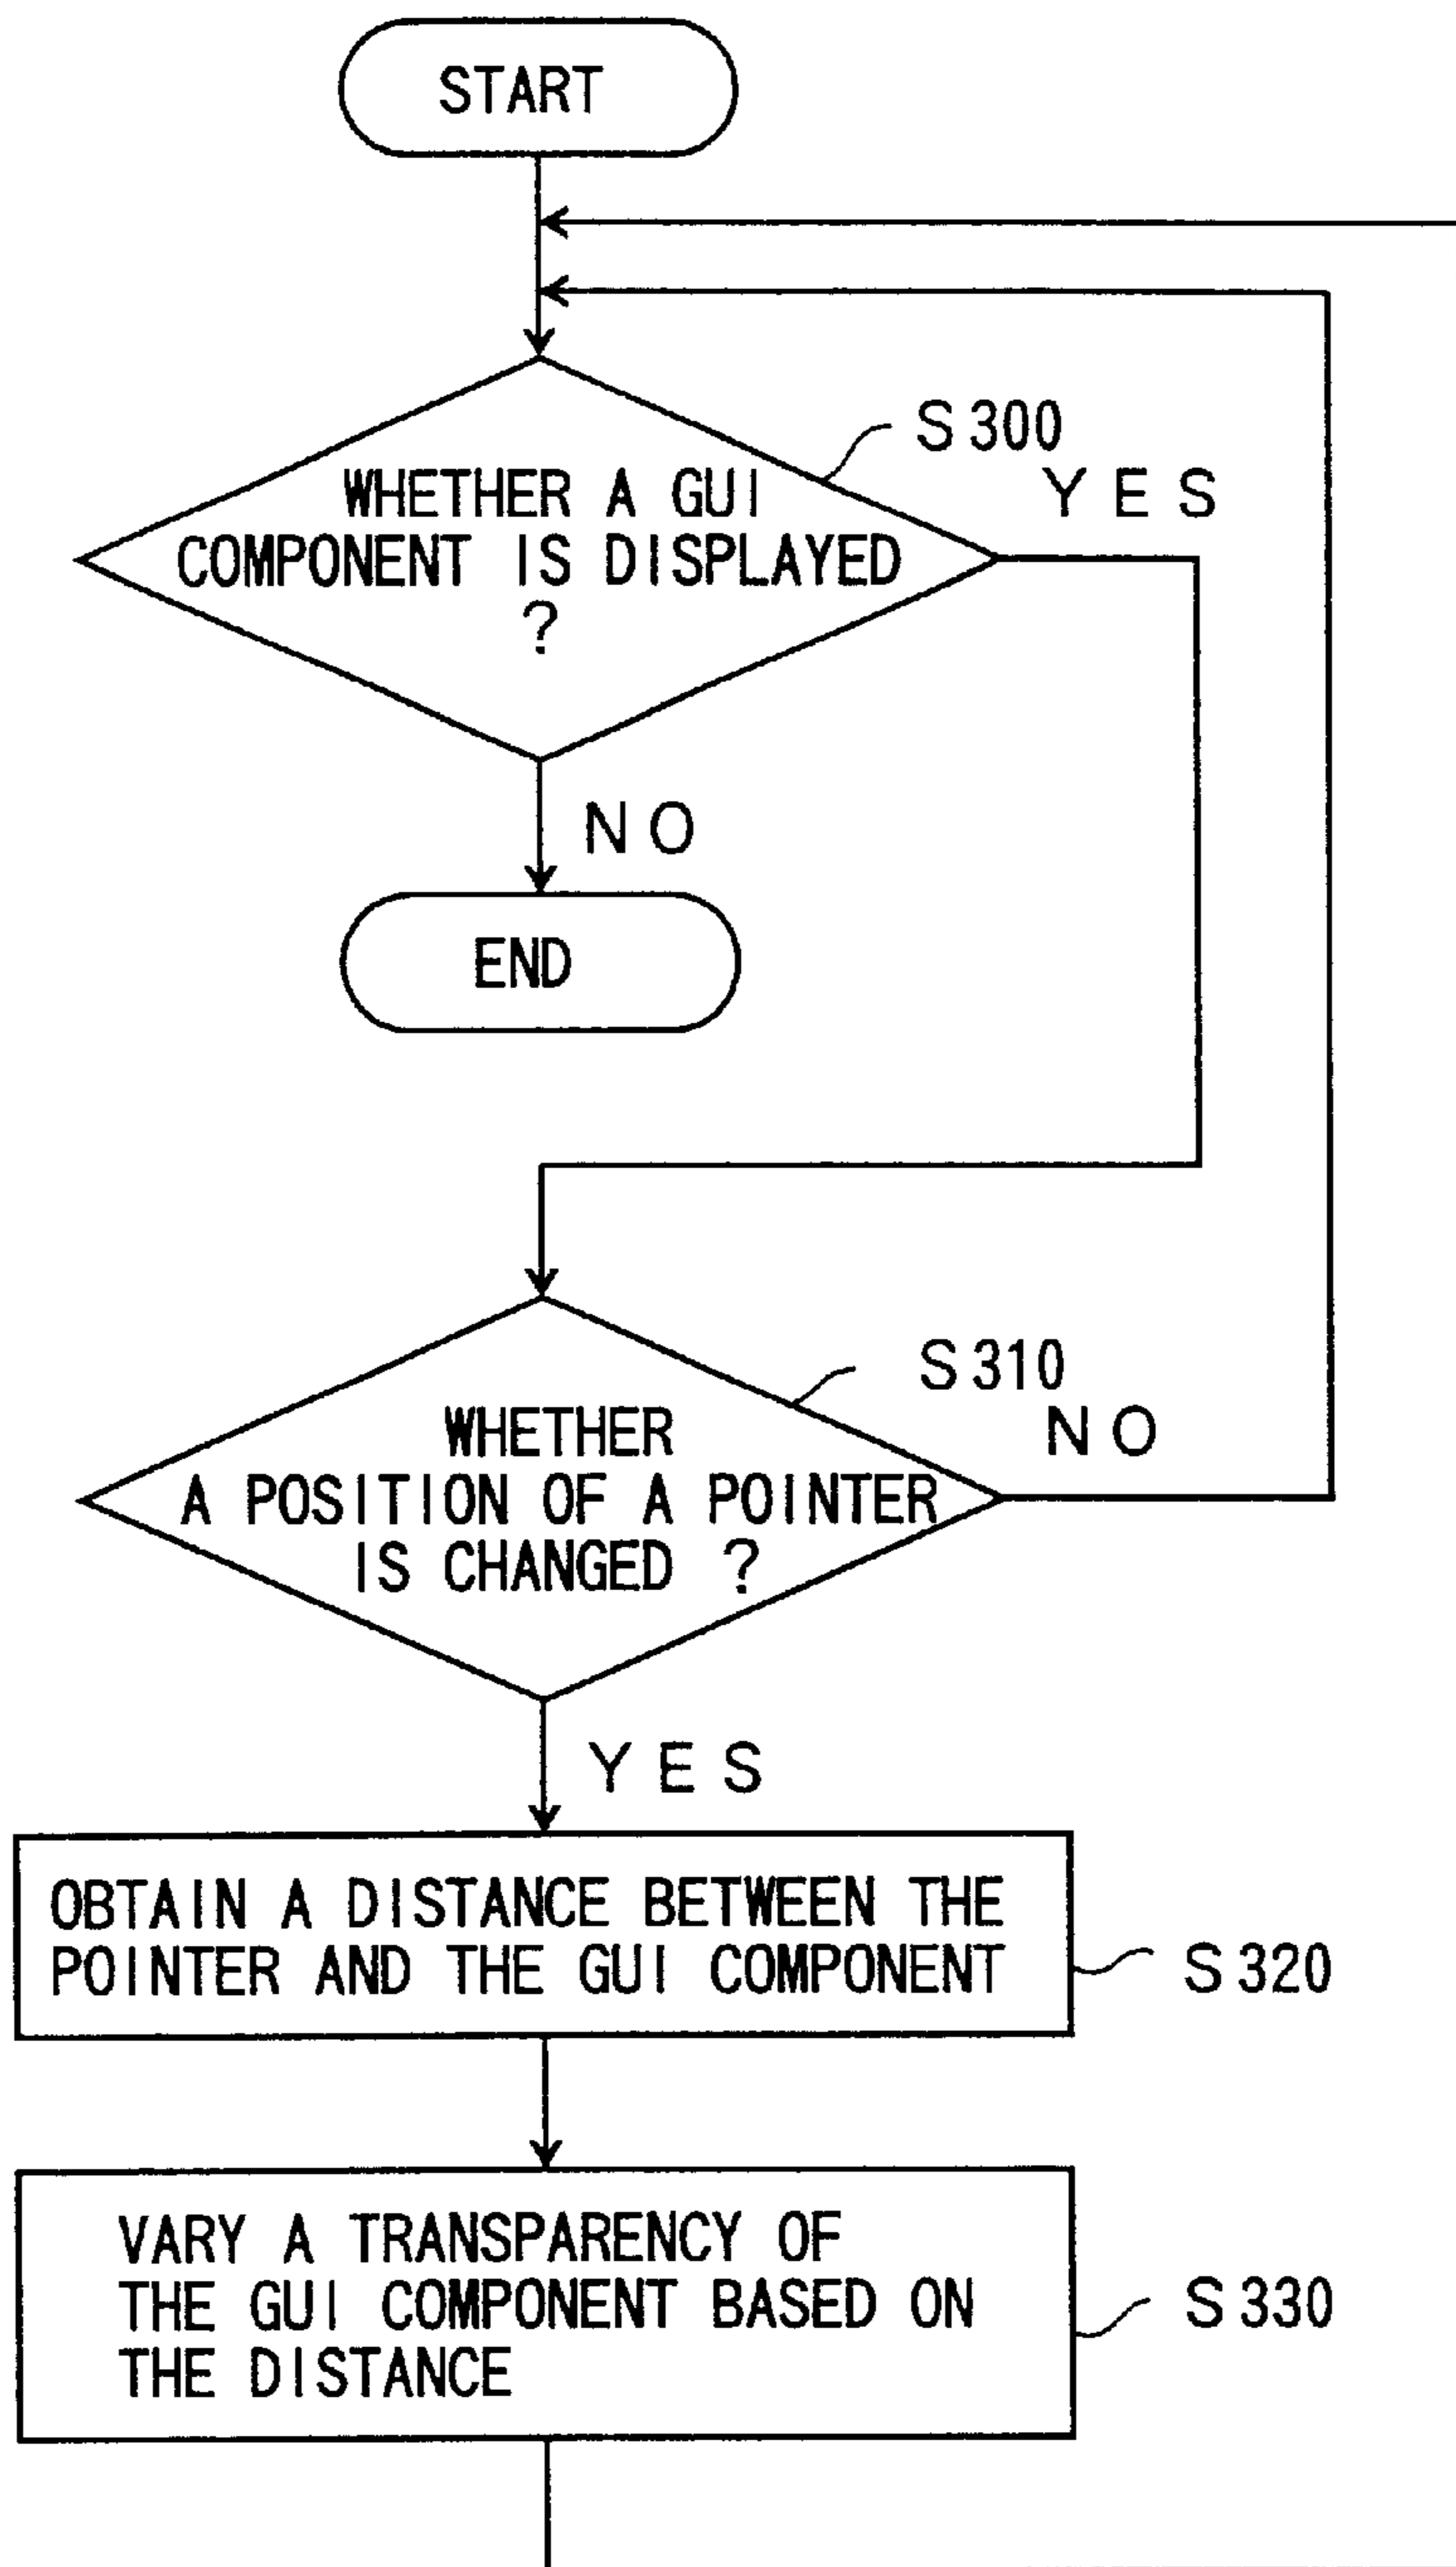 START
S300
YES
WHETHER A GUI
COMPONENT IS DISPLAYED
?
NO
END
S310
NO
WHETHER
A POSITION OF A POINTER
IS CHANGED ?
YES
OBTAIN A DISTANCE BETWEEN THE
POINTER AND THE GUI COMPONENT
S320
VARY A TRANSPARENCY OF
THE GUI COMPONENT BASED ON
THE DISTANCE
S330